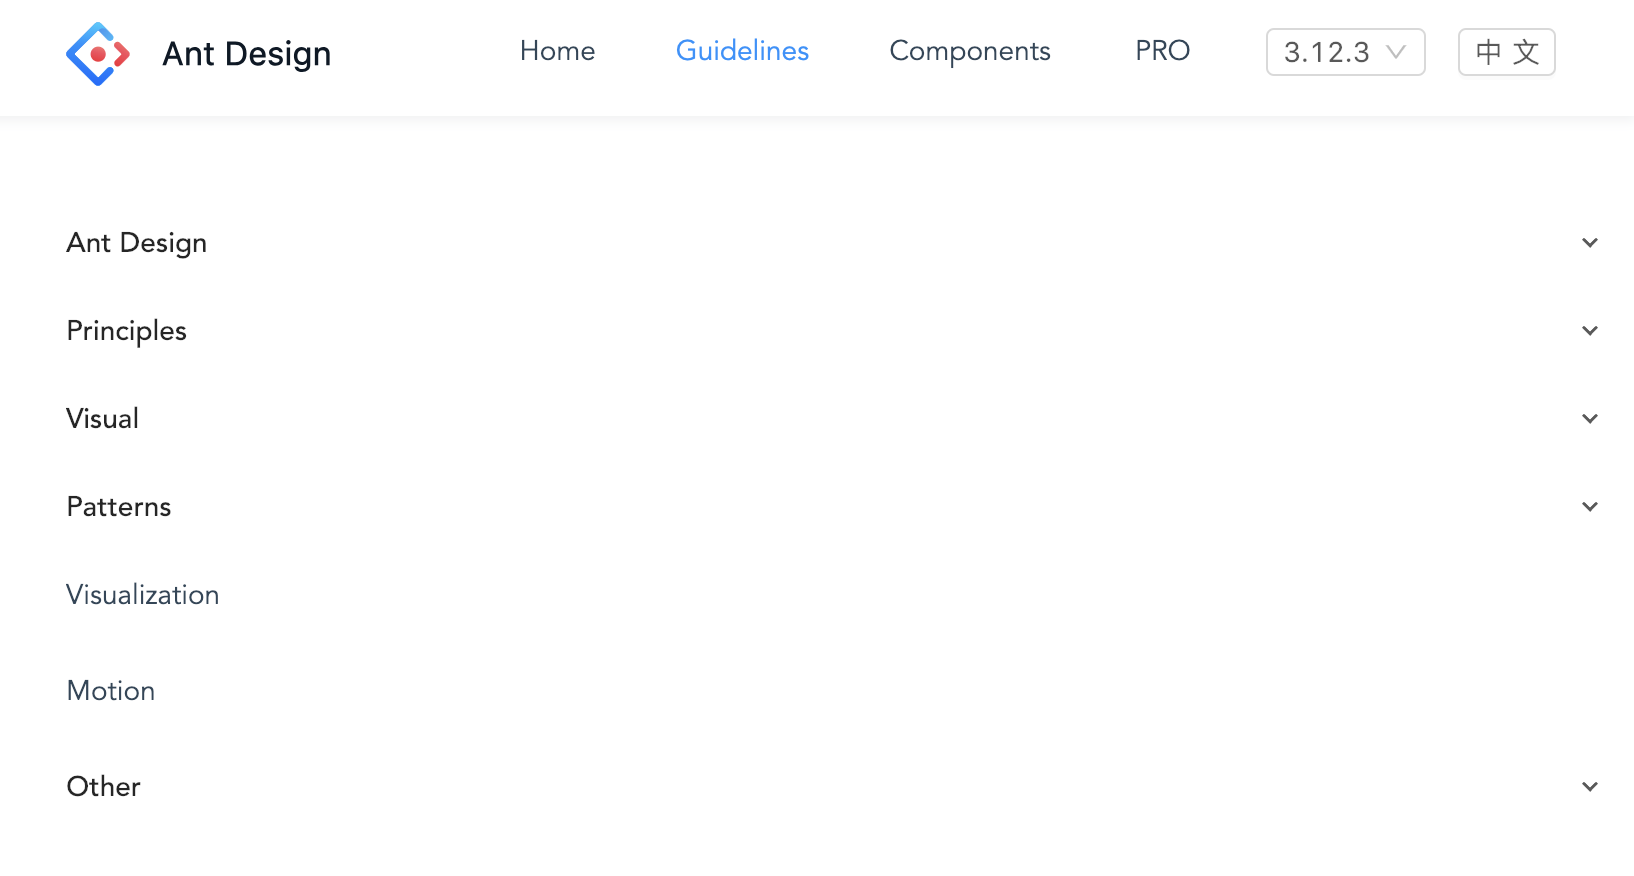 Ant Design Home Guidelines Components PRO 3.12.3 中文
Ant Design
Principles
Visual
Patterns
Visualization
Motion
Other